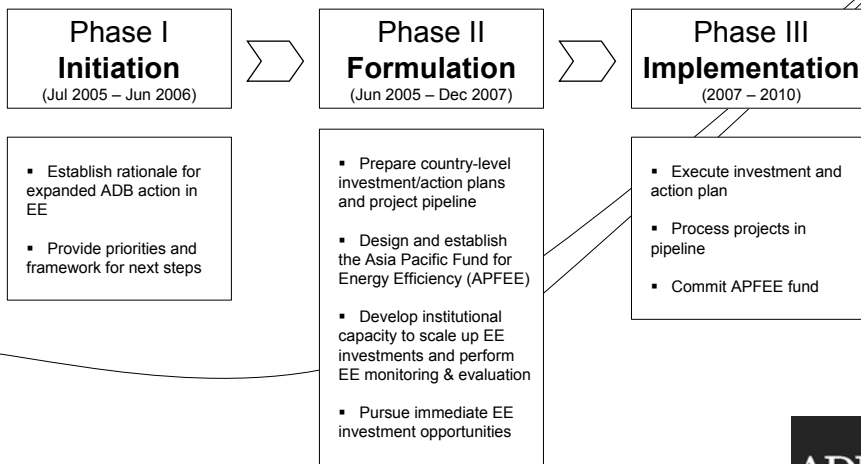 Phase I
Initiation
(Jul 2005 – Jun 2006)
Phase II
Formulation
(Jun 2005 – Dec 2007)
Phase III
Implementation
(2007 – 2010)
▪ Establish rationale for
expanded ADB action in
EE
▪ Provide priorities and
framework for next steps
▪ Prepare country-level
investment/action plans
and project pipeline
▪ Design and establish
the Asia Pacific Fund for
Energy Efficiency (APFEE)
▪ Develop institutional
capacity to scale up EE
investments and perform
EE monitoring & evaluation
▪ Pursue immediate EE
investment opportunities
▪ Execute investment and
action plan
▪ Process projects in
pipeline
▪ Commit APFEE fund